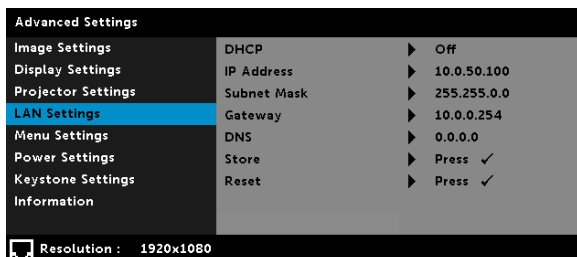 Advanced Settings
Image Settings
Display Settings
Projector Settings
LAN Settings
Menu Settings
Power Settings
Keystone Settings
Information
DHCP Off
IP Address 10.0.50.100
Subnet Mask 255.255.0.0
Gateway 10.0.0.254
DNS 0.0.0.0
Store Press ✓
Reset Press ✓
Resolution : 1920x1080